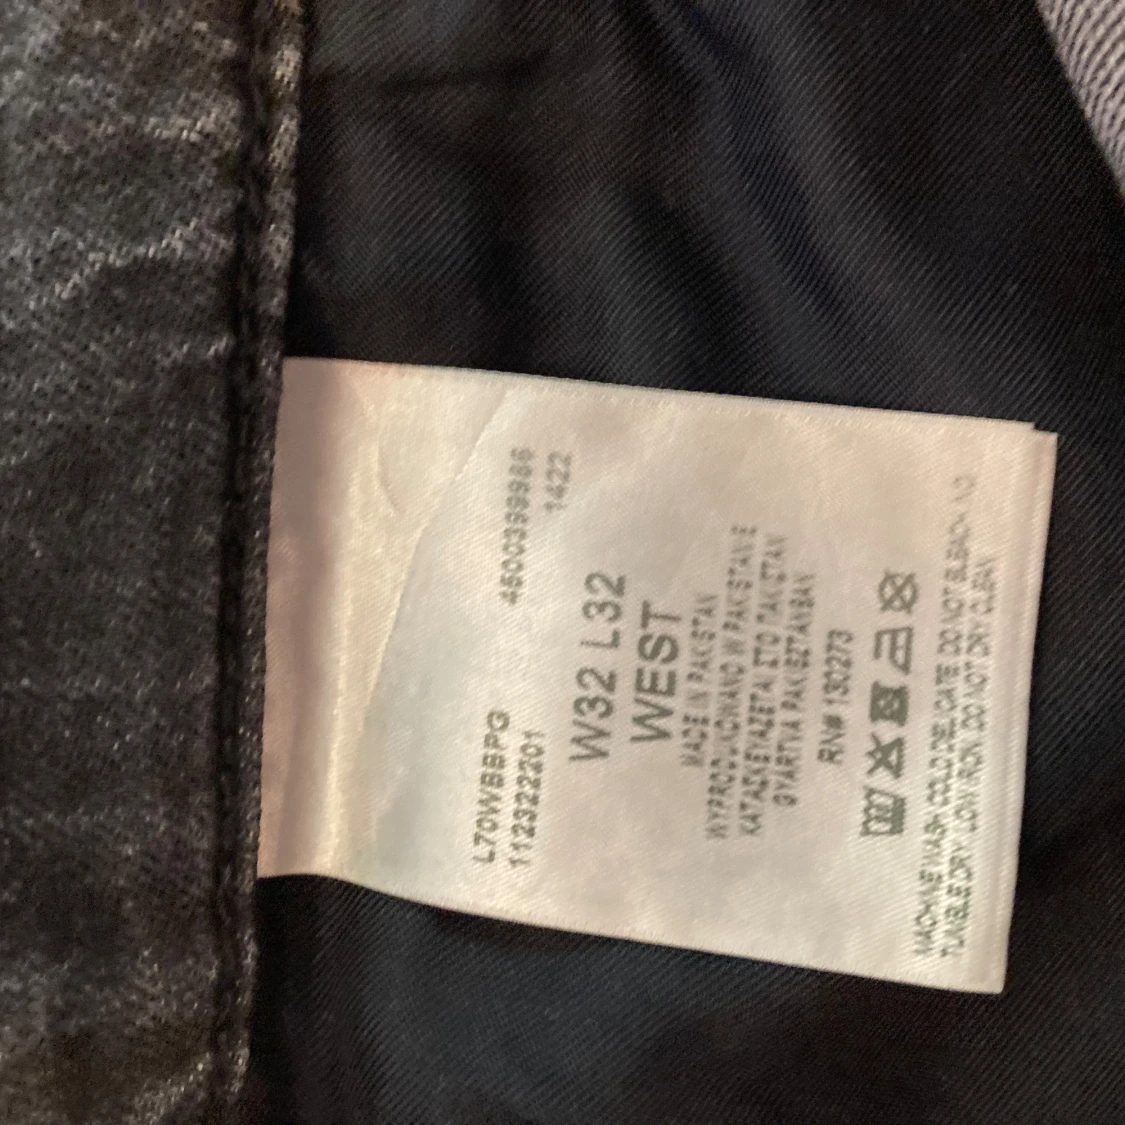 L70WBBPG 4500399986
112322201 1422
W32 L32
WEST
MADE IN PAKISTAN
WYPRODUKOWANO W PAKISTANIE
ΚΑΤΑΣΚΕΥΑΖΕΤΑΙ ΣΤΟ ΠΑΚΙΣΤΑΝ
GYÁRTVA PAKISZTÁNBAN
RN# 130273
MACHINE WASH COLD DELICATE DO NOT BLEACH NO
TUMBLE DRY LOW IRON DO NOT DRY CLEAN